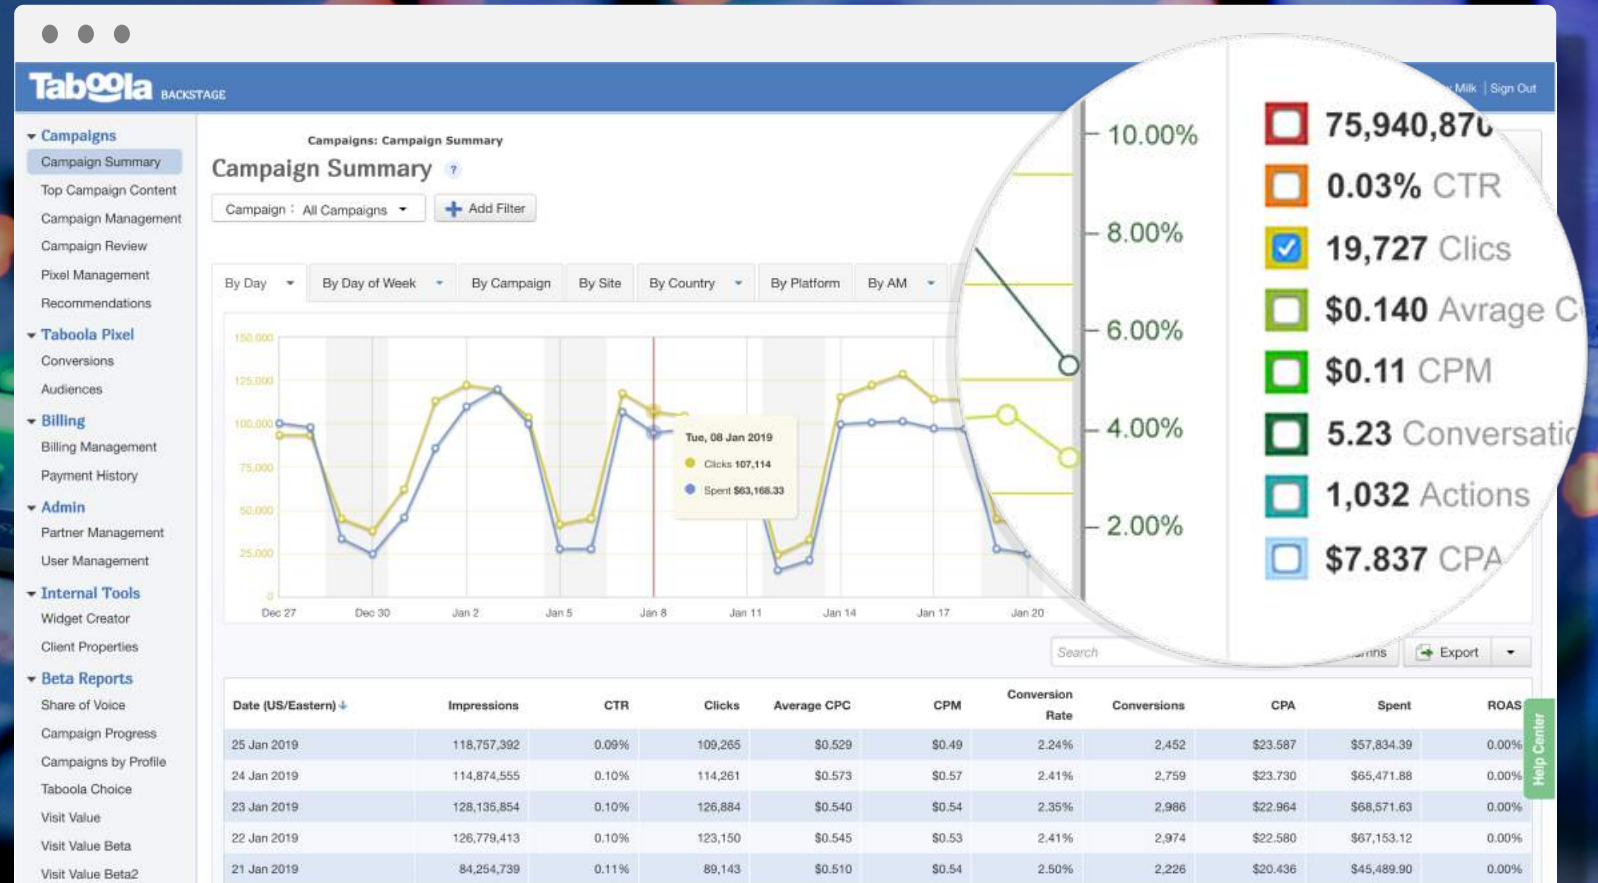 Taboola BACKSTAGE
Milk | Sign Out
Campaigns
Campaign Summary
Top Campaign Content
Campaign Management
Campaign Review
Pixel Management
Recommendations
Taboola Pixel
Conversions
Audiences
Billing
Billing Management
Payment History
Admin
Partner Management
User Management
Internal Tools
Widget Creator
Client Properties
Beta Reports
Share of Voice
Campaign Progress
Campaigns by Profile
Taboola Choice
Visit Value
Visit Value Beta
Visit Value Beta2
Campaigns: Campaign Summary
Campaign Summary ?
Campaign : All Campaigns
Add Filter
By Day By Day of Week By Campaign By Site By Country By Platform By AM
150,000
125,000
100,000
75,000
50,000
25,000
0
Dec 27 Dec 30 Jan 2 Jan 5 Jan 8 Jan 11 Jan 14 Jan 17 Jan 20
Tue, 08 Jan 2019
Clicks 107,114
Spent $63,168.33
10.00%
8.00%
6.00%
4.00%
2.00%
75,940,870
0.03% CTR
19,727 Clics
$0.140 Avrage C
$0.11 CPM
5.23 Conversatio
1,032 Actions
$7.837 CPA
Search
Export
Date (US/Eastern) Impressions CTR Clicks Average CPC CPM Conversion Rate Conversions CPA Spent ROAS
25 Jan 2019 118,757,392 0.09% 109,265 $0.529 $0.49 2.24% 2,452 $23.587 $57,834.39 0.00%
24 Jan 2019 114,874,555 0.10% 114,261 $0.573 $0.57 2.41% 2,759 $23.730 $65,471.88 0.00%
23 Jan 2019 128,135,854 0.10% 126,884 $0.540 $0.54 2.35% 2,986 $22.964 $68,571.63 0.00%
22 Jan 2019 126,779,413 0.10% 123,150 $0.545 $0.53 2.41% 2,974 $22.580 $67,153.12 0.00%
21 Jan 2019 84,254,739 0.11% 89,143 $0.510 $0.54 2.50% 2,226 $20.436 $45,489.90 0.00%
Help Center